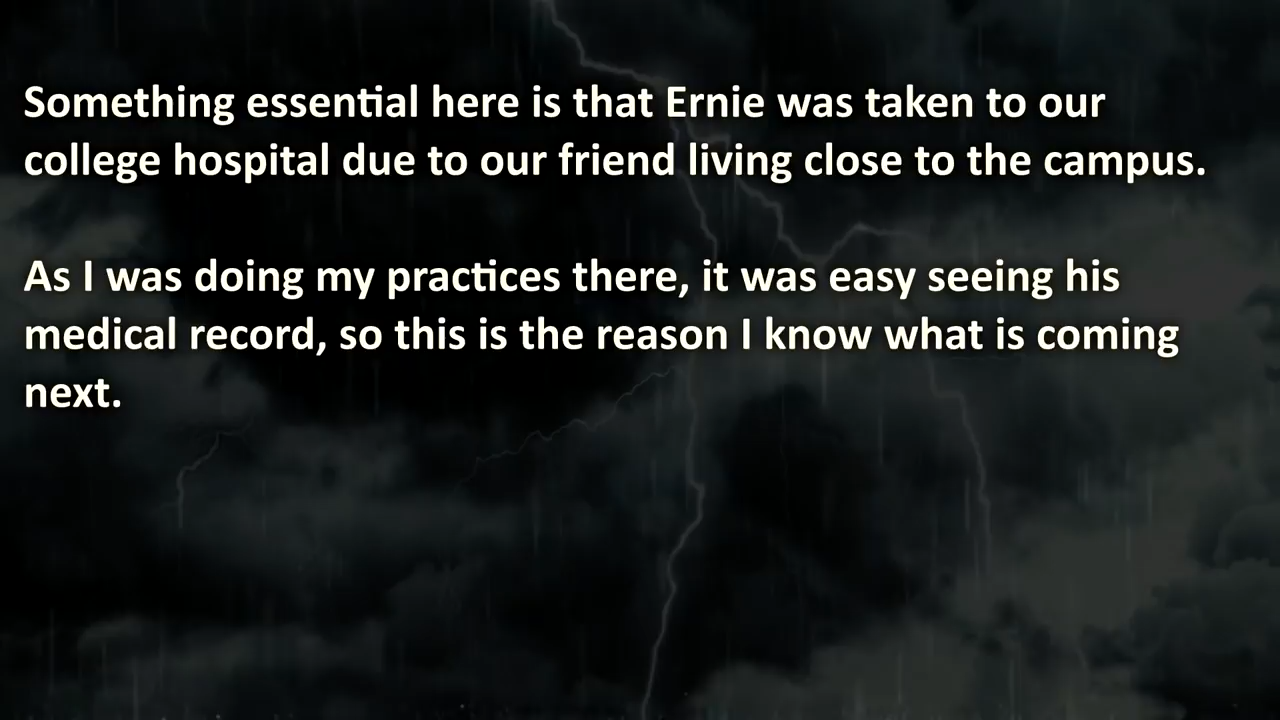 Something essential here is that Ernie was taken to our
college hospital due to our friend living close to the campus.
As I was doing my practices there, it was easy seeing his
medical record, so this is the reason I know what is coming
next.